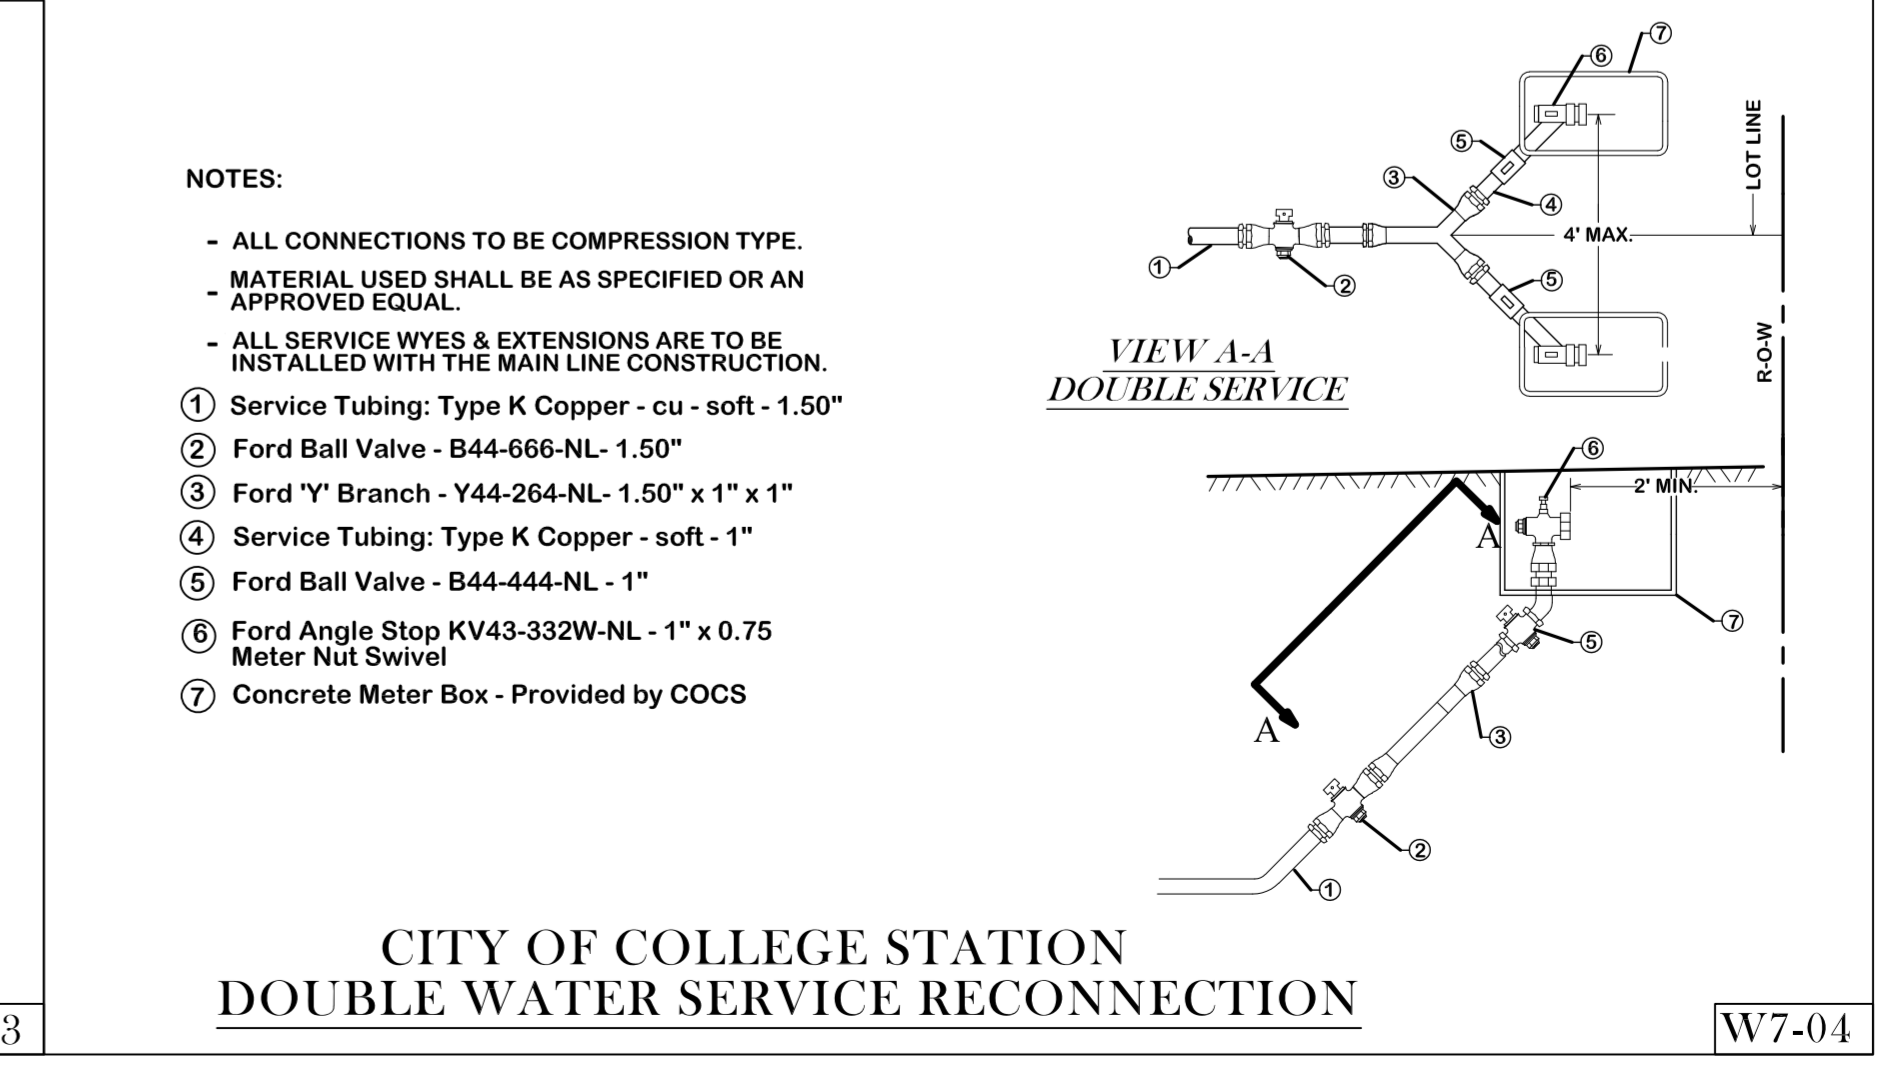 NOTES:
- ALL CONNECTIONS TO BE COMPRESSION TYPE.
- MATERIAL USED SHALL BE AS SPECIFIED OR AN
APPROVED EQUAL.
- ALL SERVICE WYES & EXTENSIONS ARE TO BE
INSTALLED WITH THE MAIN LINE CONSTRUCTION.
1 Service Tubing: Type K Copper - cu - soft - 1.50"
2 Ford Ball Valve - B44-666-NL- 1.50"
3 Ford 'Y' Branch - Y44-264-NL- 1.50" x 1" x 1"
4 Service Tubing: Type K Copper - soft - 1"
5 Ford Ball Valve - B44-444-NL - 1"
6 Ford Angle Stop KV43-332W-NL - 1" x 0.75
Meter Nut Swivel
7 Concrete Meter Box - Provided by COCS
7
6
5
3
4
4' MAX.
LOT LINE
1
2
5
R-O-W
VIEW A-A
DOUBLE SERVICE
6
2' MIN.
A
7
5
A
3
2
1
CITY OF COLLEGE STATION
DOUBLE WATER SERVICE RECONNECTION
3
W7-04